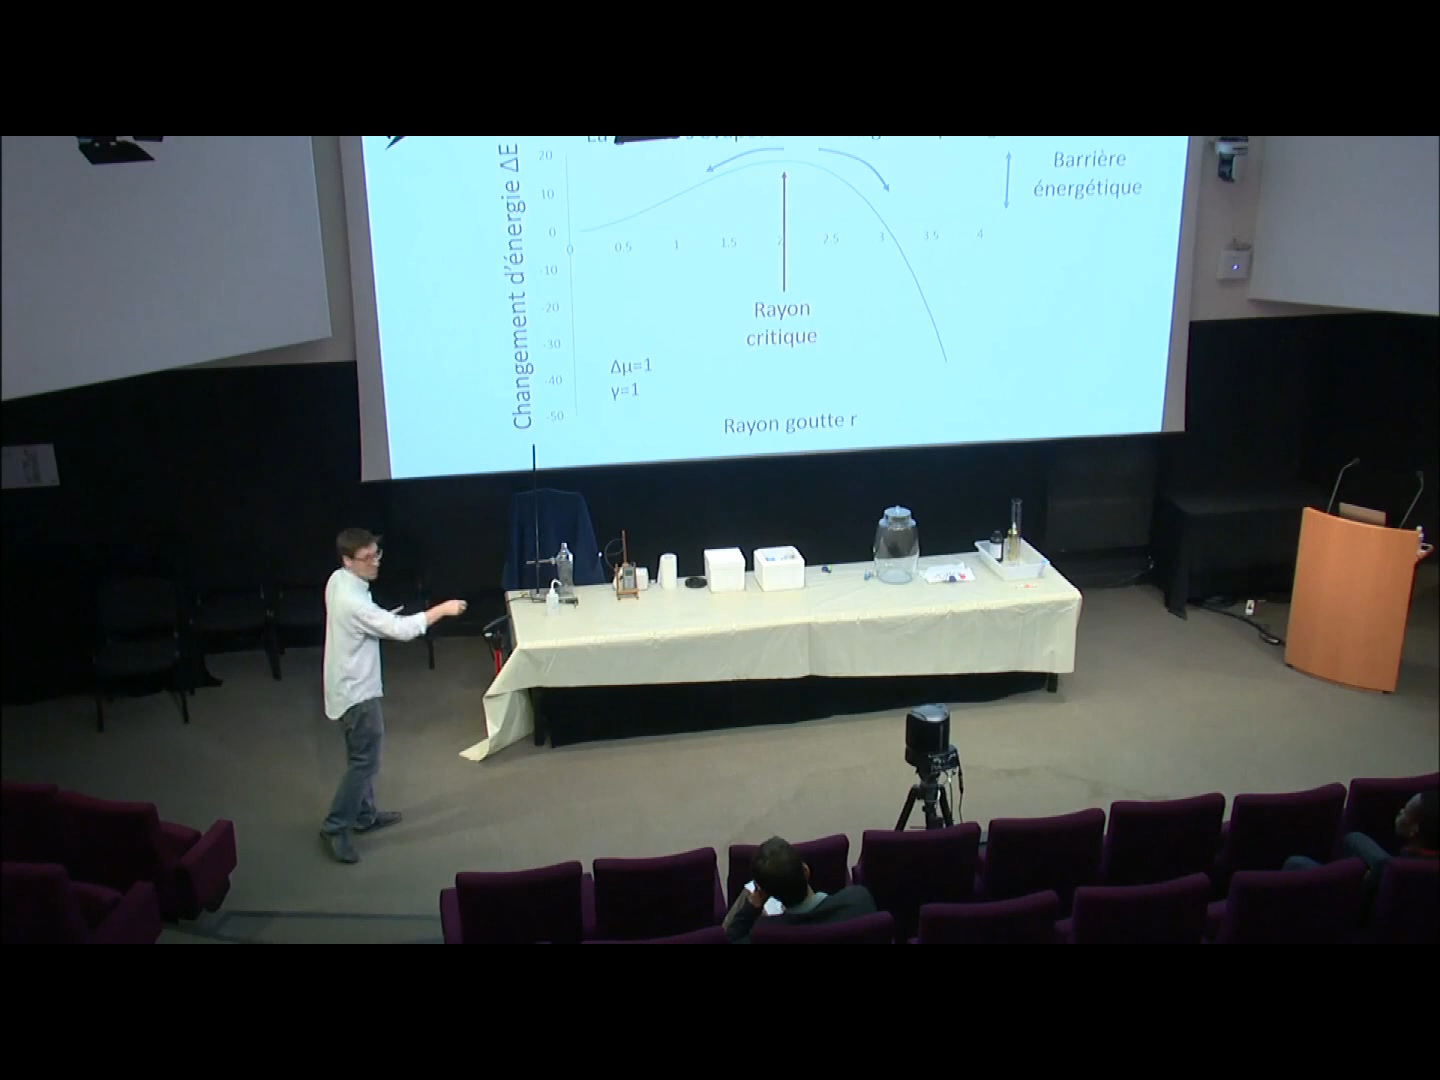 Changement d'énergie ΔE
20
10
0
-10
-20
-30
-40
-50
0 0.5 1 1.5 2 2.5 3 3.5 4
Barrière
énergétique
Rayon
critique
Δμ=1
γ=1
Rayon goutte r